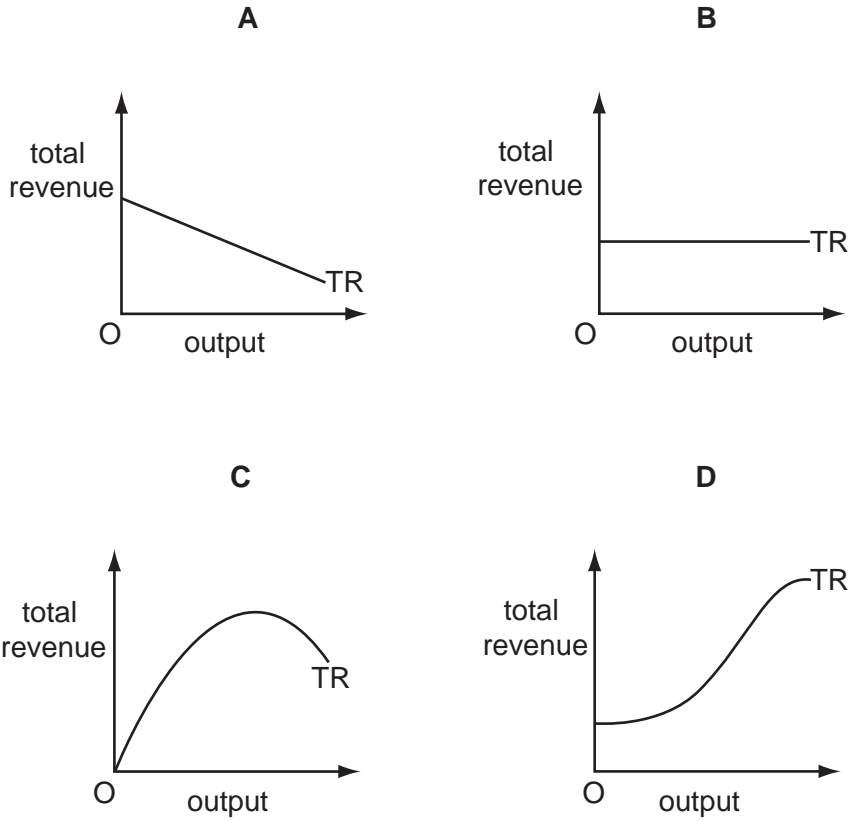 A
total
revenue
TR
O
output
B
total
revenue
TR
O
output
C
total
revenue
TR
O
output
D
total
revenue
TR
O
output